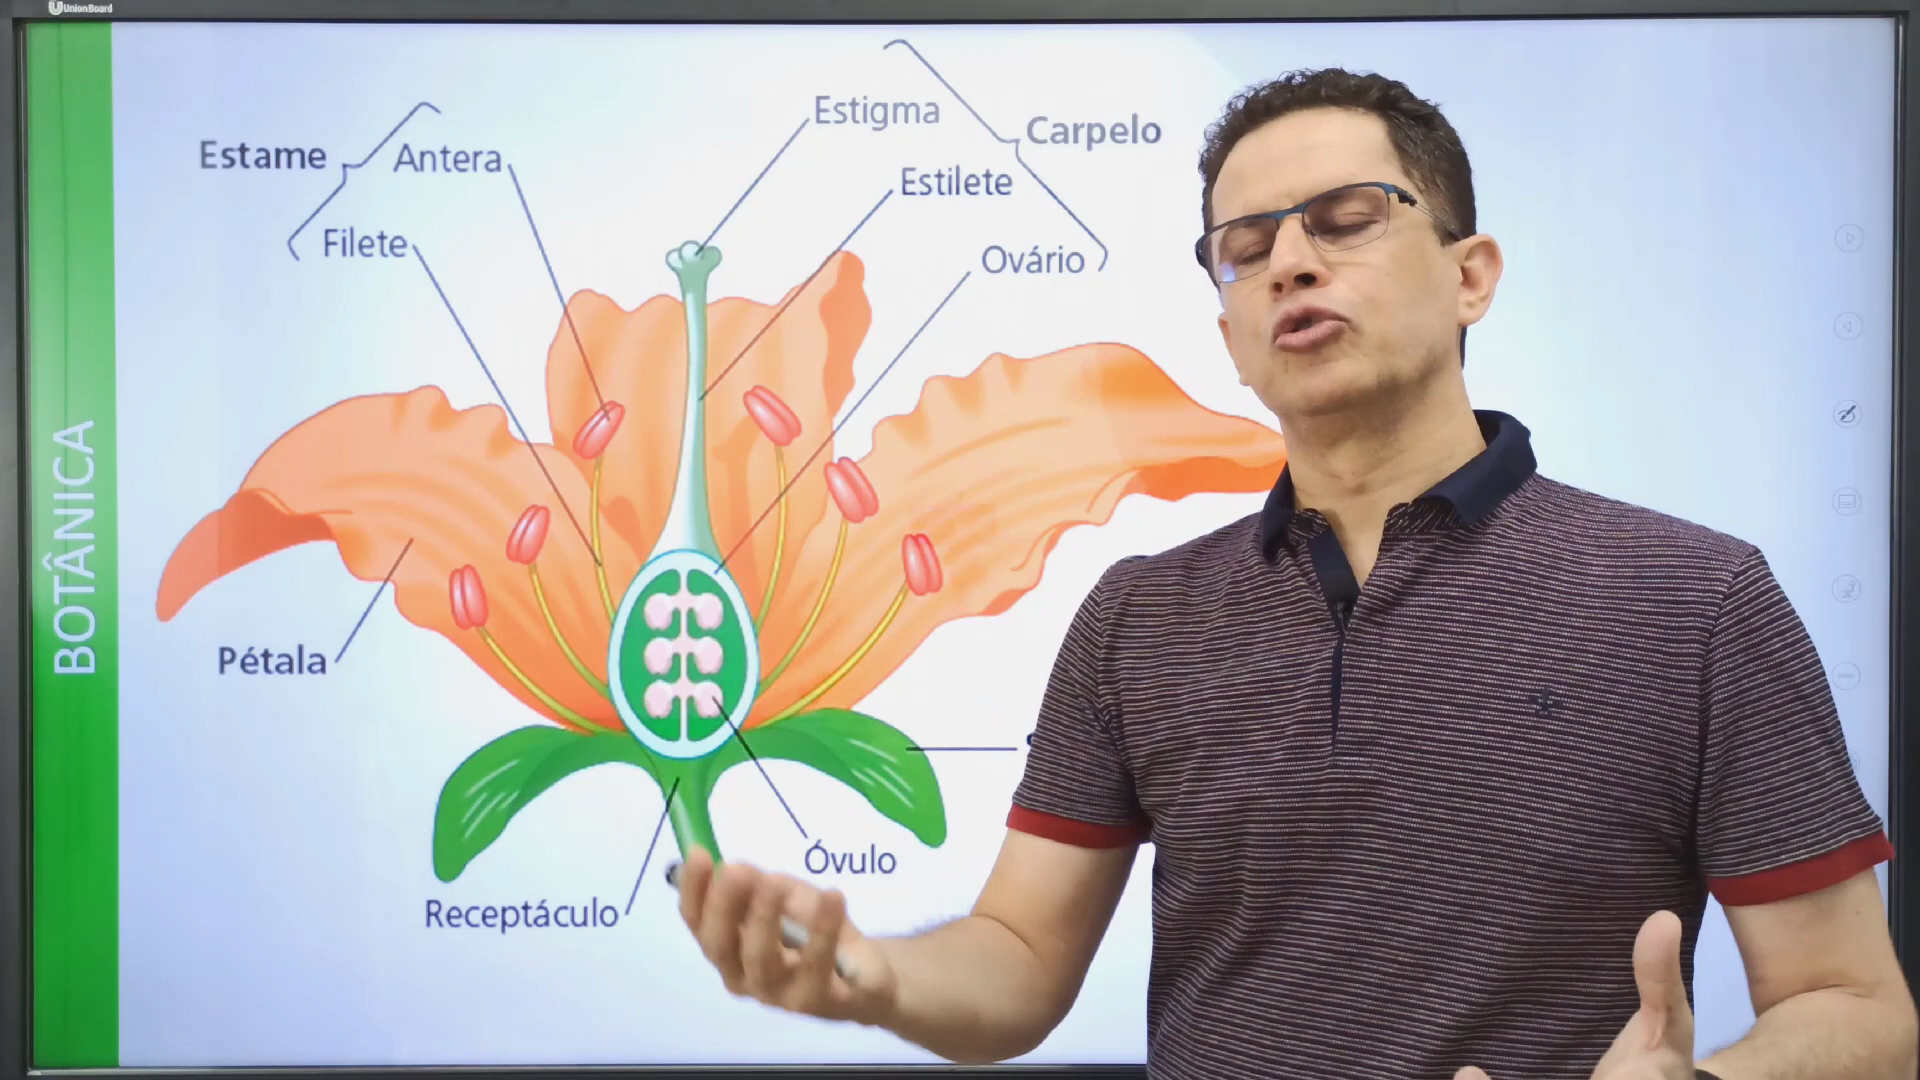 UnionBoard
BOTÂNICA
Estame
Antera
Filete
Estigma
Estilete
Ovário
Carpelo
Pétala
Óvulo
Receptáculo